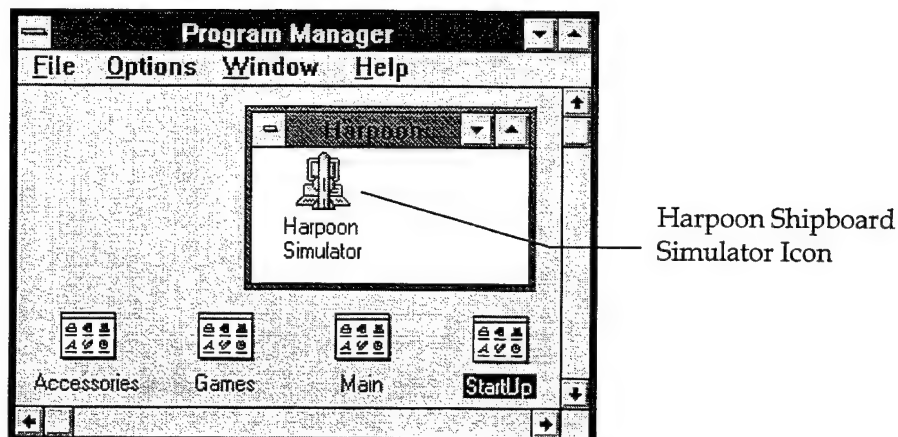 Program Manager
File Options Window Help
Harpoon
Harpoon
Simulator
Harpoon Shipboard
Simulator Icon
Accessories Games Main StartUp